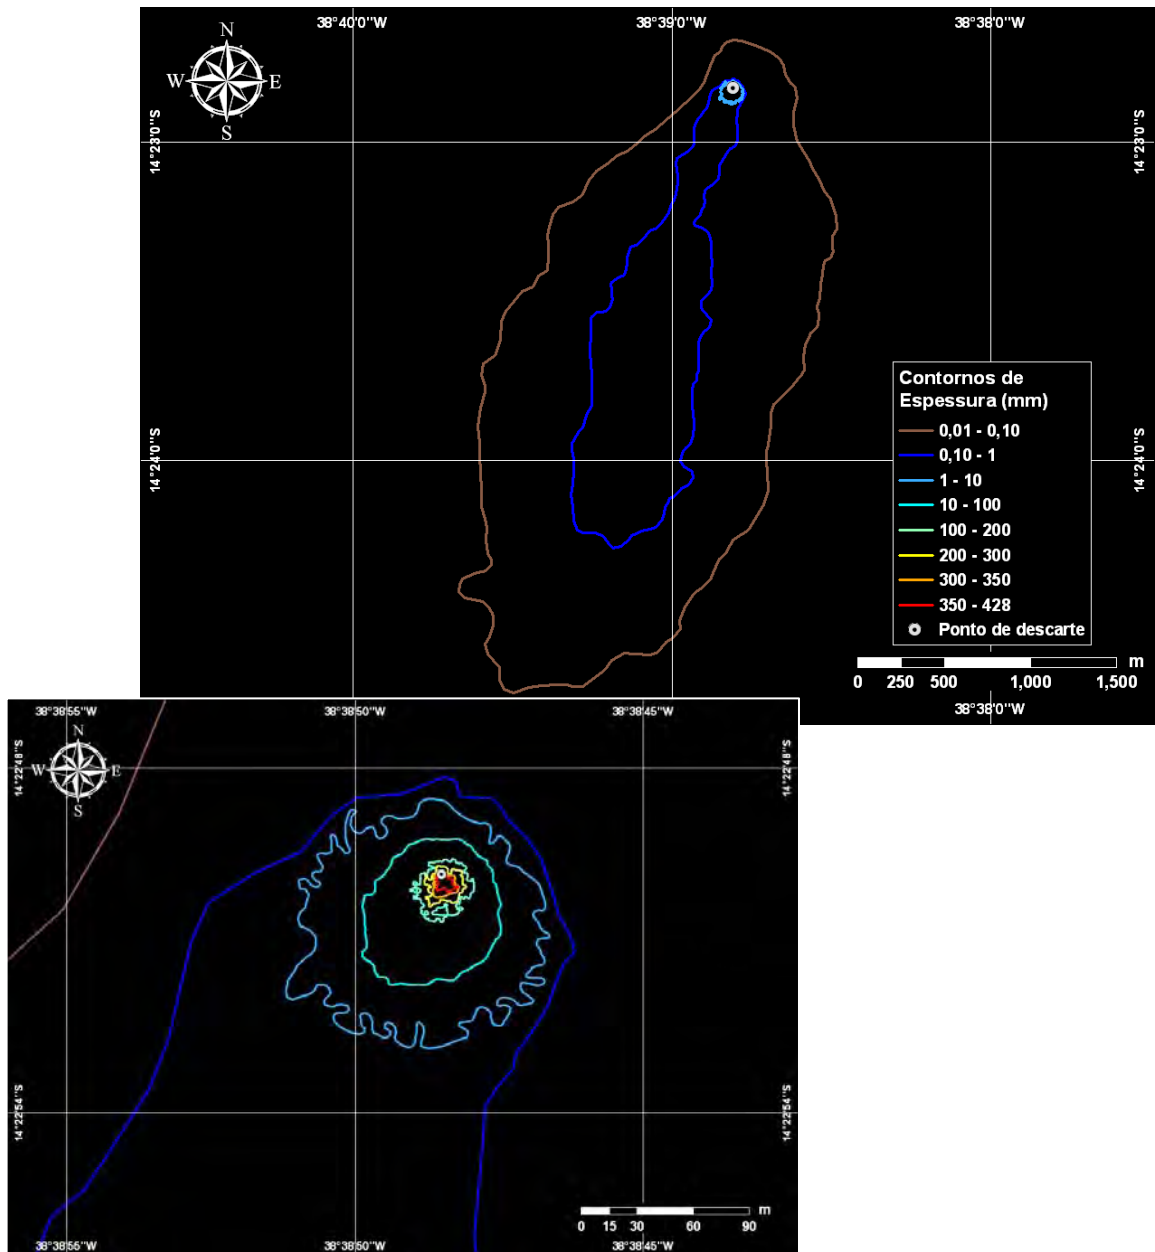 38°40'0"W
38°39'0"W
38°38'0"W
N
W
E
S
14°23'0"S
14°23'0"S
14°24'0"S
14°24'0"S
Contornos de
Espessura (mm)
0,01 - 0,10
0,10 - 1
1 - 10
10 - 100
100 - 200
200 - 300
300 - 350
350 - 428
Ponto de descarte
m
0 250 500 1,000 1,500
38°38'0"W
38°38'55"W
38°38'50"W
38°38'45"W
N
W
E
S
14°22'48"S
14°22'48"S
14°22'54"S
14°22'54"S
m
0 15 30 60 90
38°38'55"W
38°38'50"W
38°38'45"W